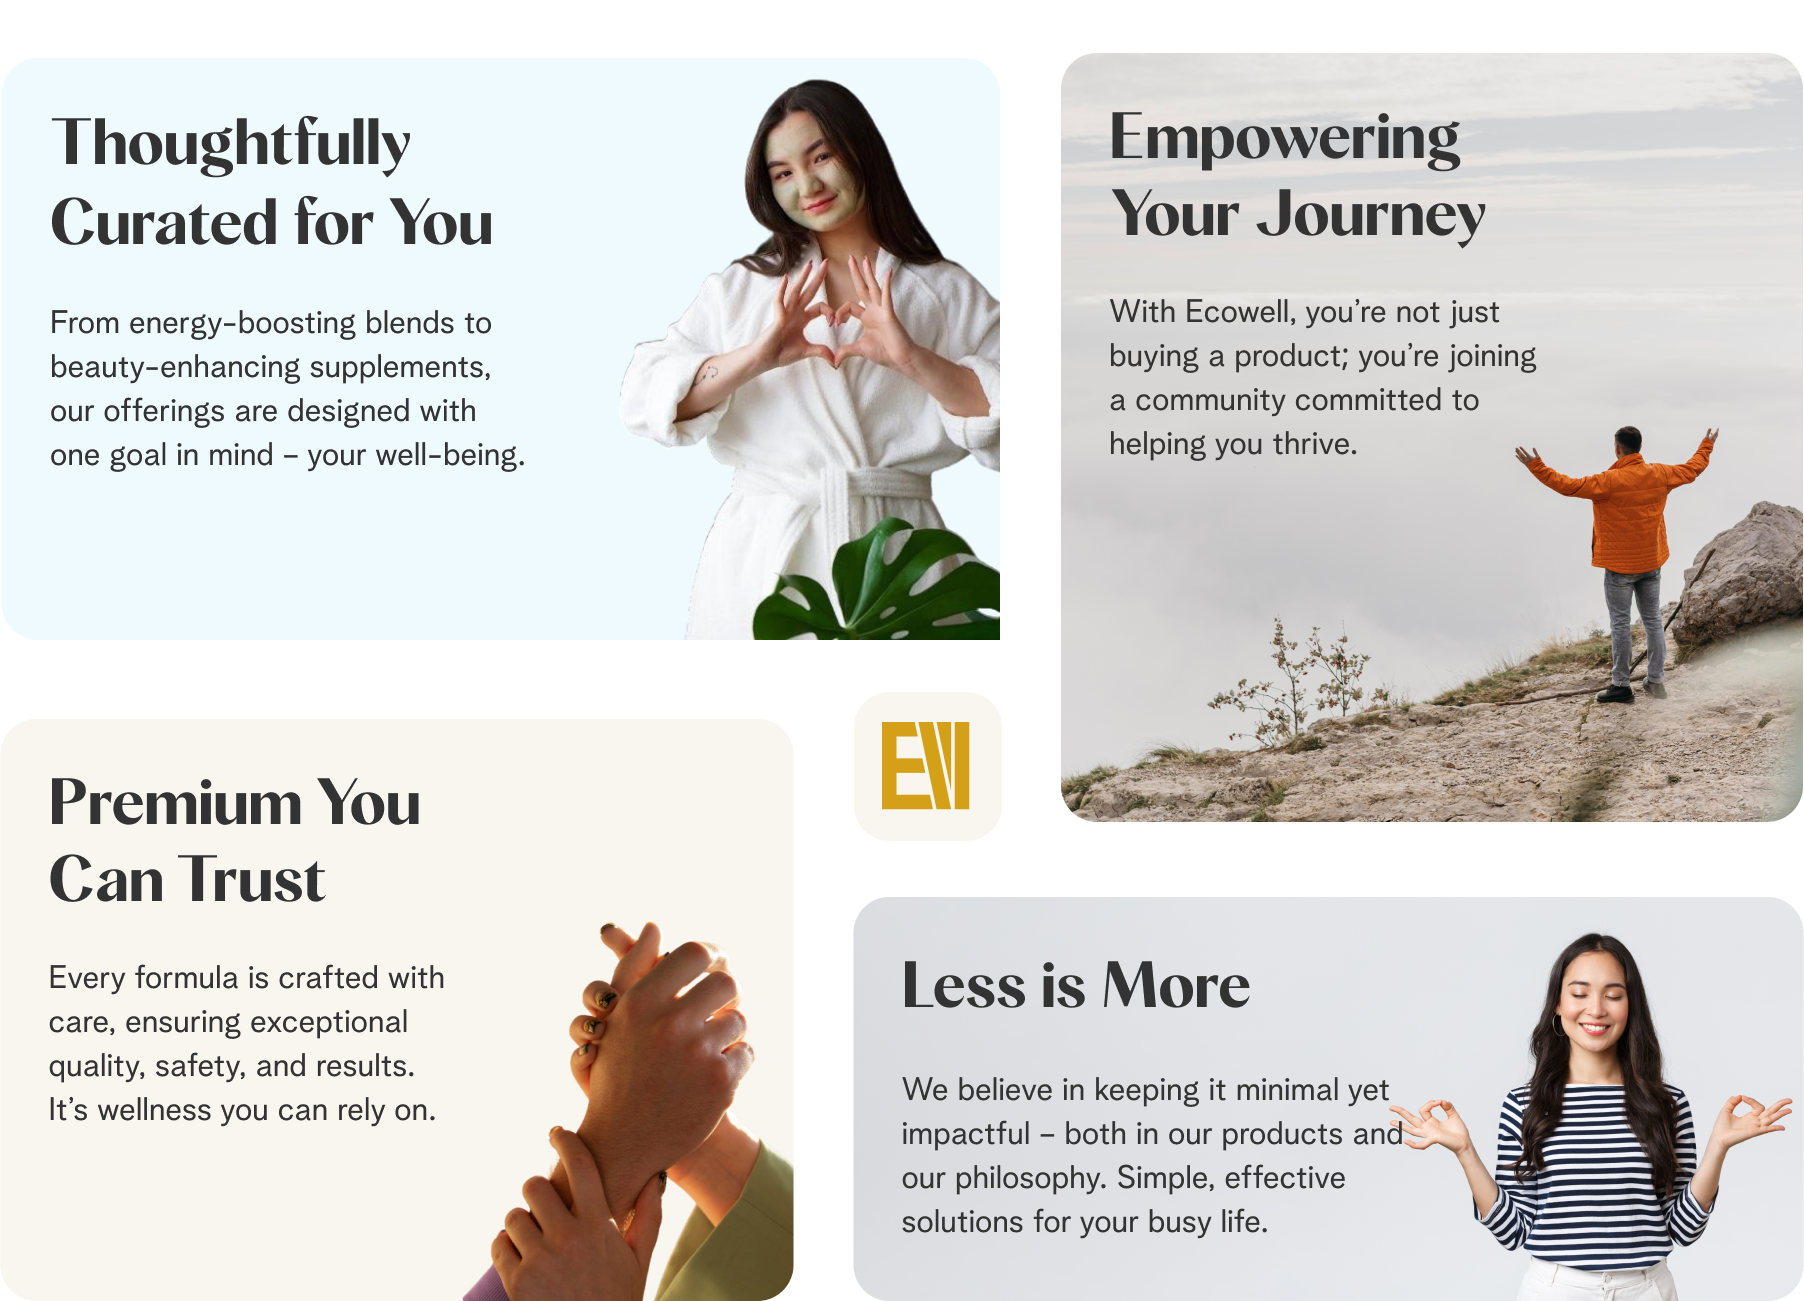 Thoughtfully
Curated for You
From energy-boosting blends to
beauty-enhancing supplements,
our offerings are designed with
one goal in mind – your well-being.
Empowering
Your Journey
With Ecowell, you’re not just
buying a product; you’re joining
a community committed to
helping you thrive.
Premium You
Can Trust
Every formula is crafted with
care, ensuring exceptional
quality, safety, and results.
It’s wellness you can rely on.
EW
Less is More
We believe in keeping it minimal yet
impactful – both in our products and
our philosophy. Simple, effective
solutions for your busy life.